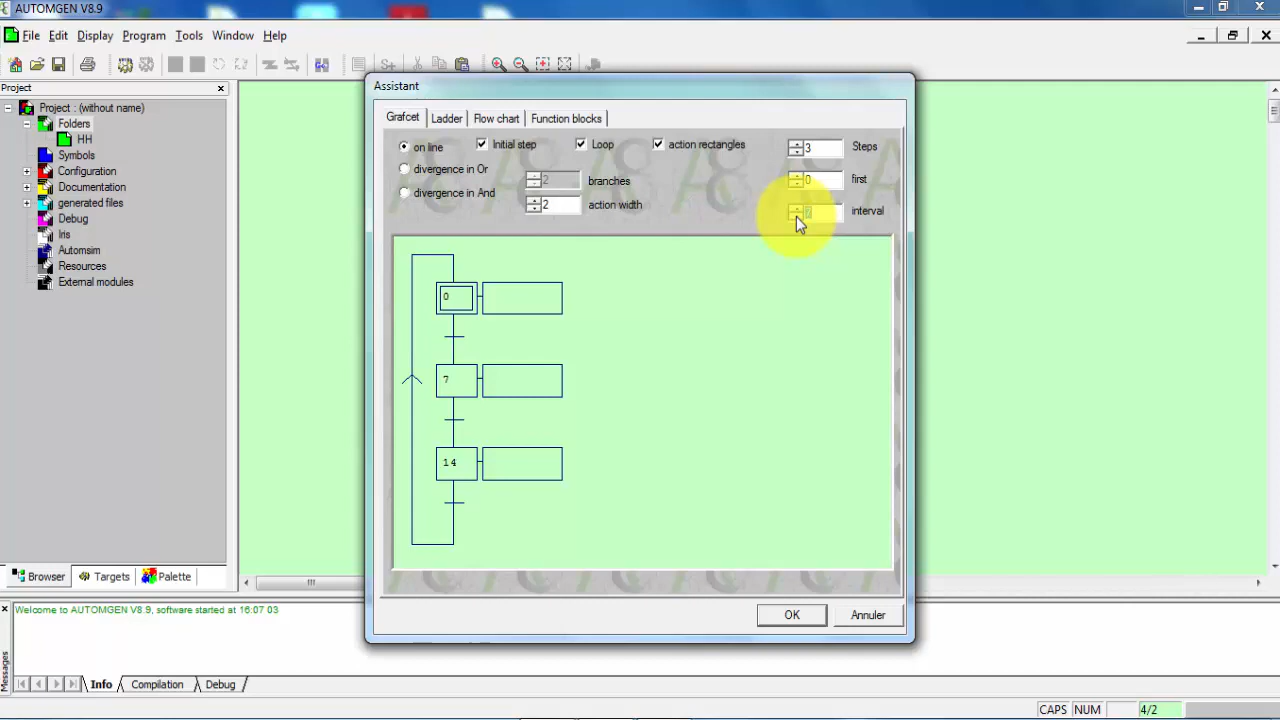 AUTOMGEN V8.9
File Edit Display Program Tools Window Help
Project
Project : (without name)
Folders
HH
Symbols
Configuration
Documentation
generated files
Debug
Iris
Automsim
Resources
External modules
Browser Targets Palette
Assistant
Grafcet Ladder Flow chart Function blocks
on line Initial step Loop action rectangles 3 Steps
divergence in Or 2 branches 0 first
divergence in And 2 action width 7 interval
0
7
14
OK Annuler
Welcome to AUTOMGEN V8.9, software started at 16:07 03
Messages
Info Compilation Debug
CAPS NUM 4/2